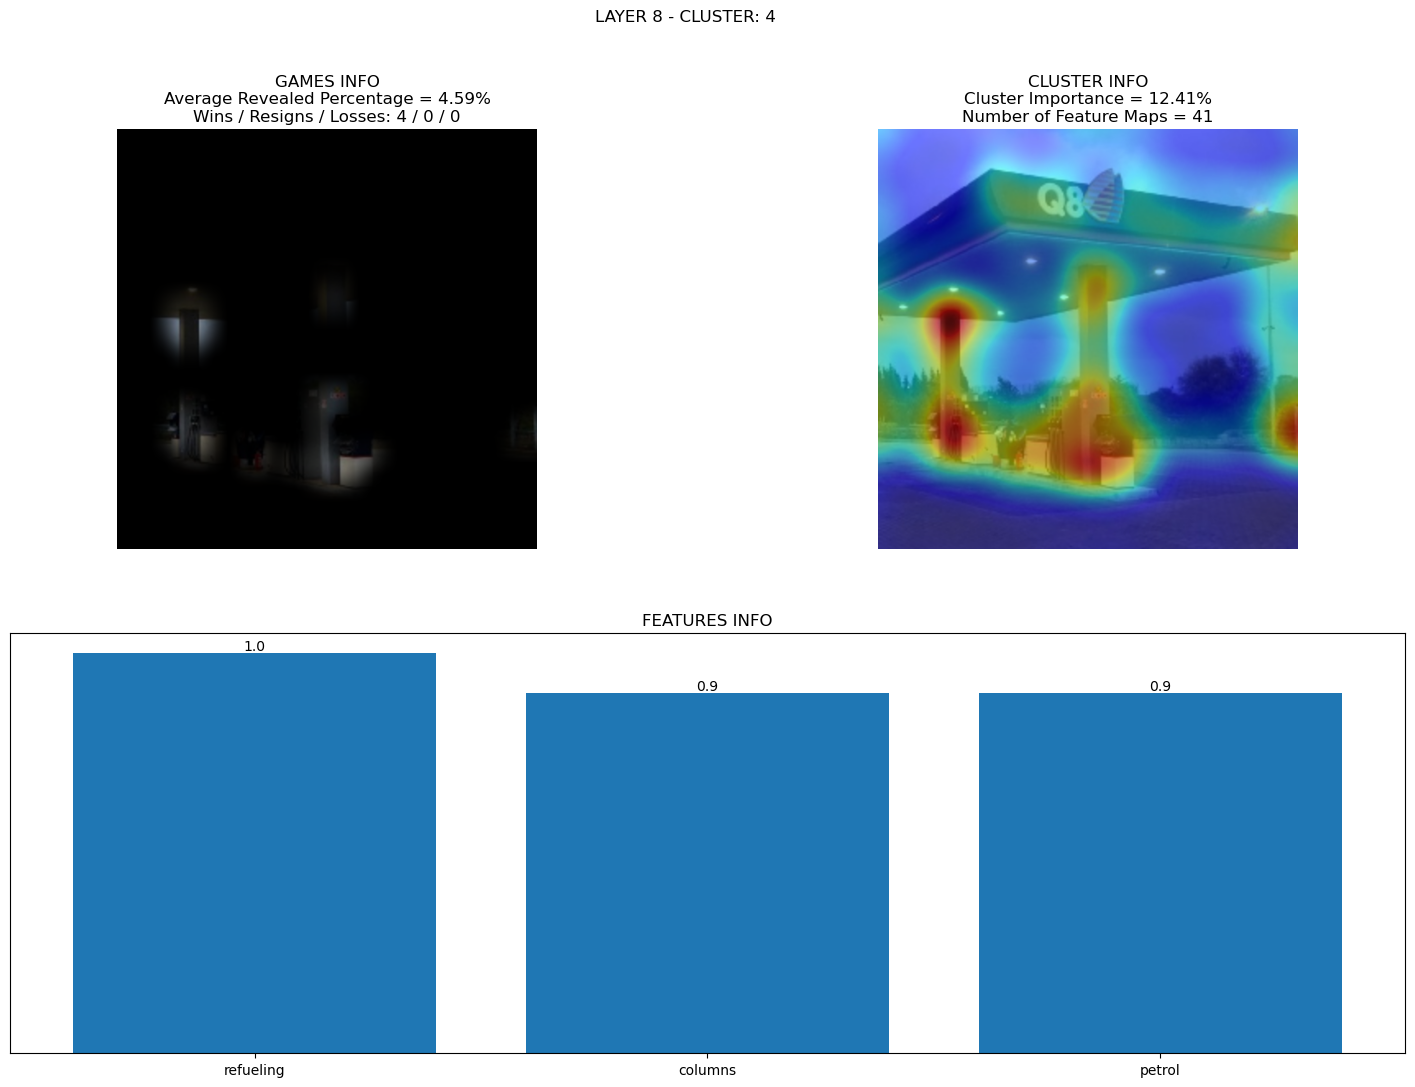 LAYER 8 - CLUSTER: 4
GAMES INFO
Average Revealed Percentage = 4.59%
Wins / Resigns / Losses: 4 / 0 / 0
CLUSTER INFO
Cluster Importance = 12.41%
Number of Feature Maps = 41
Q8
FEATURES INFO
1.0
0.9
0.9
refueling
columns
petrol